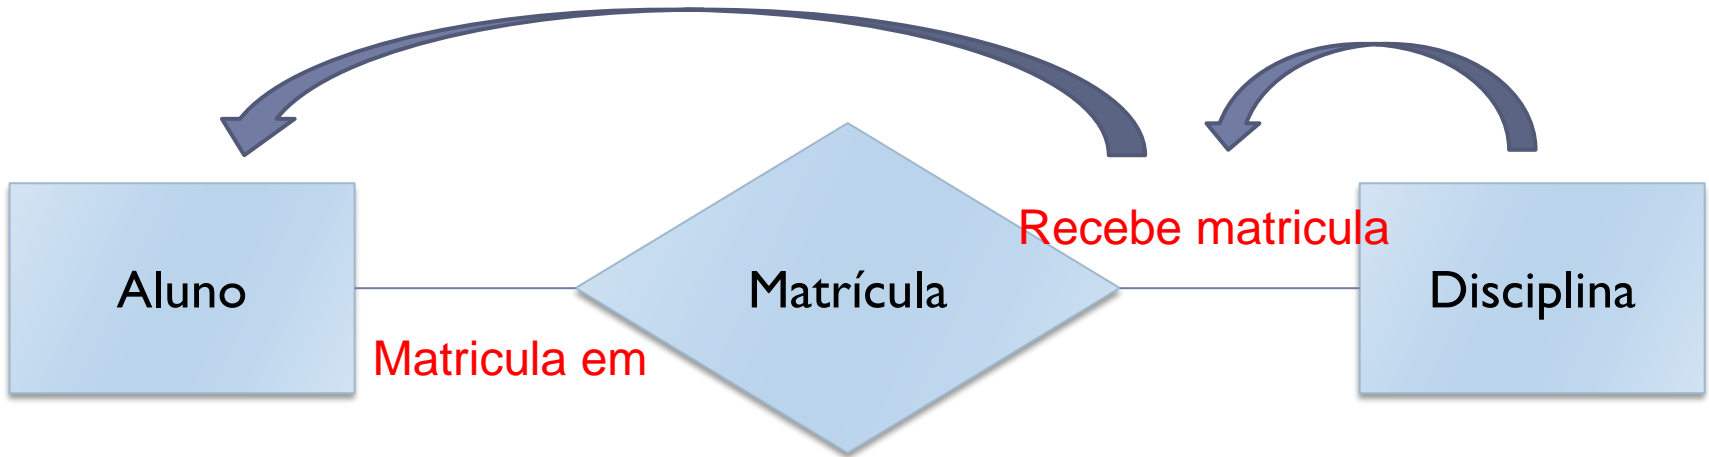 Recebe matricula
Aluno
Matrícula
Disciplina
Matricula em